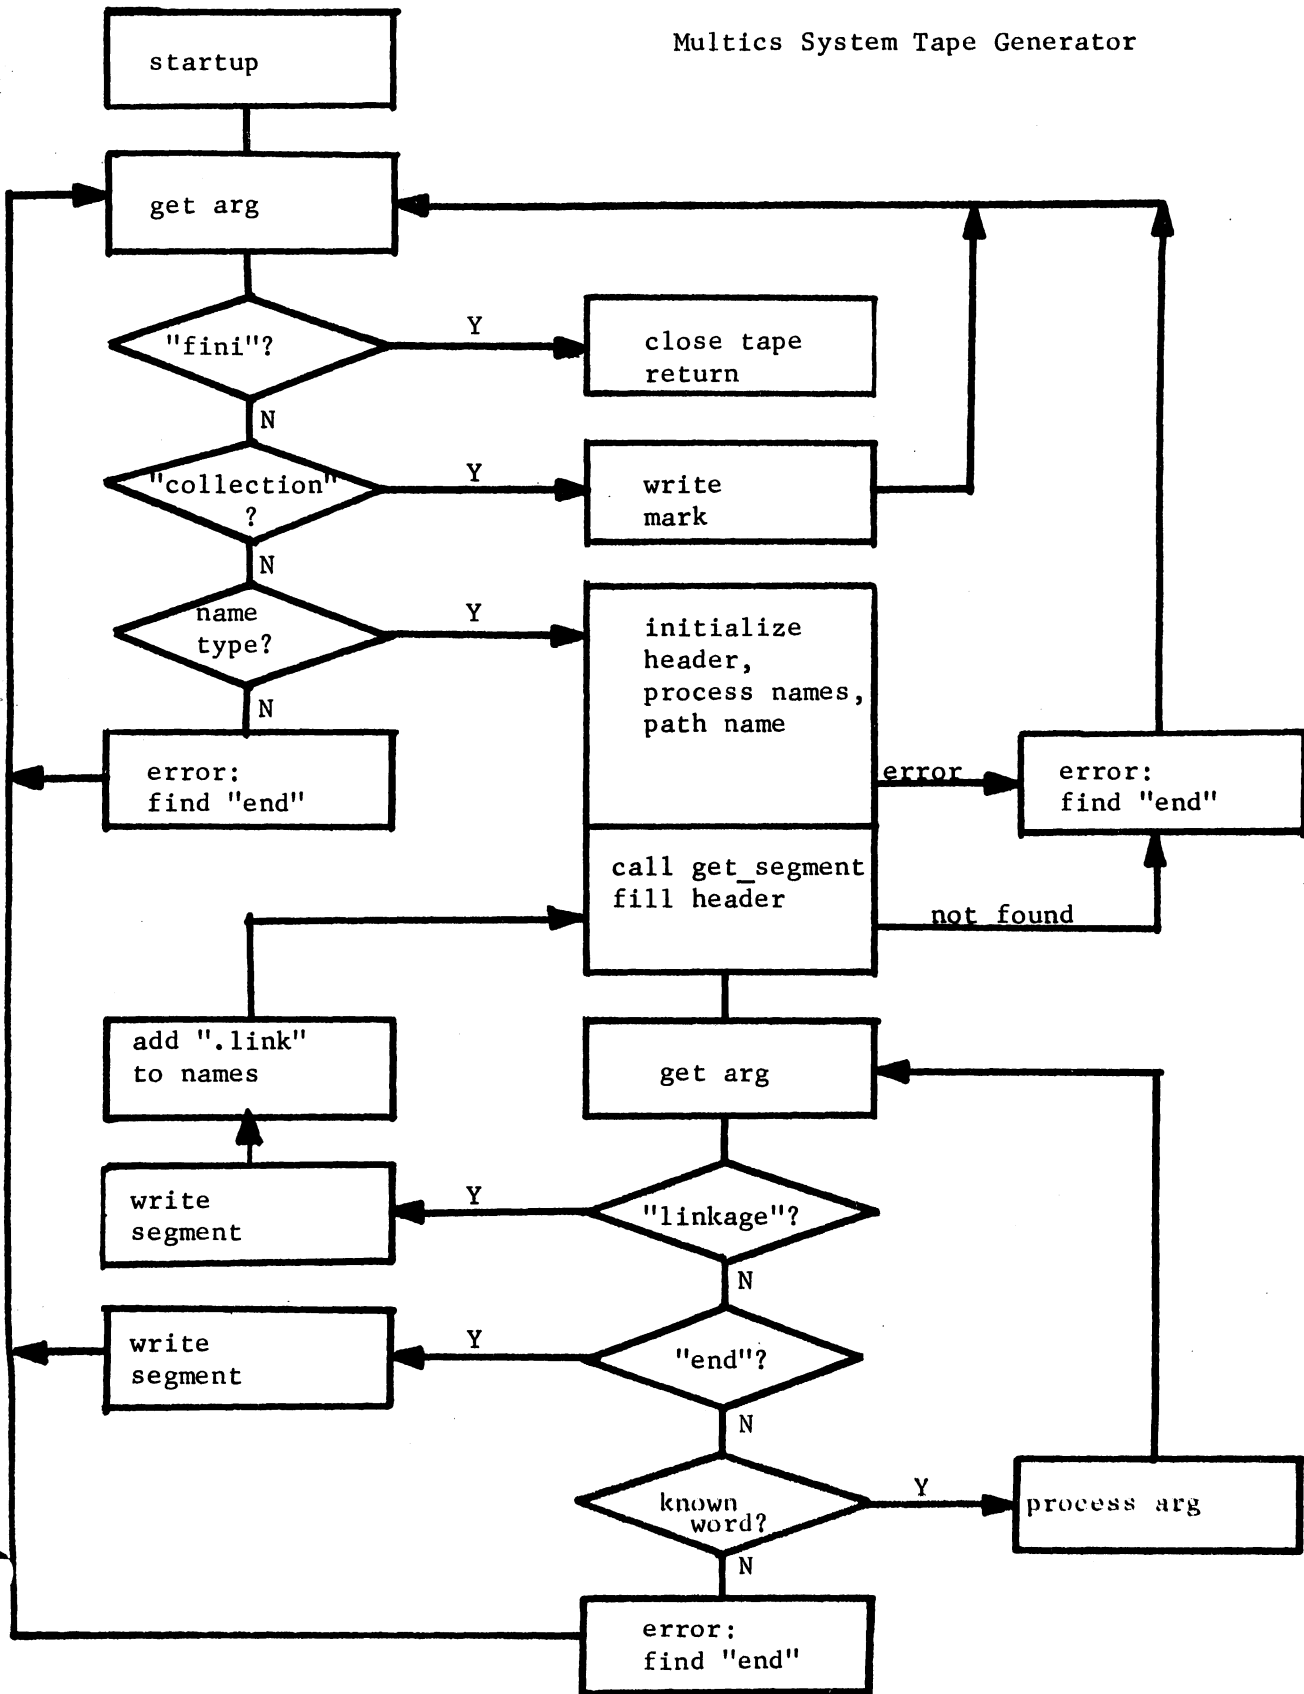 Multics System Tape Generator
startup
get arg
"fini"?
Y
close tape
return
N
"collection"
?
Y
write
mark
N
name
type?
Y
initialize
header,
process names,
path name
N
error:
find "end"
error
error:
find "end"
call get_segment
fill header
not found
add ".link"
to names
get arg
write
segment
Y
"linkage"?
N
write
segment
Y
"end"?
N
known
word?
Y
process arg
N
error:
find "end"